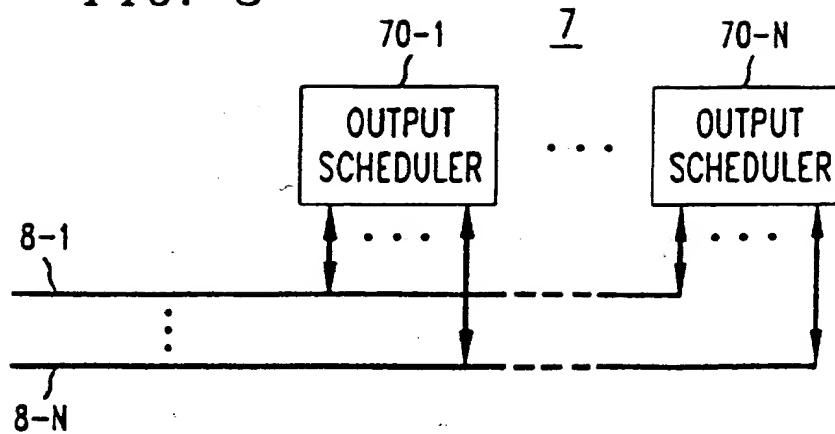 70-1
7
70-N
OUTPUT SCHEDULER
OUTPUT SCHEDULER
8-1
8-N